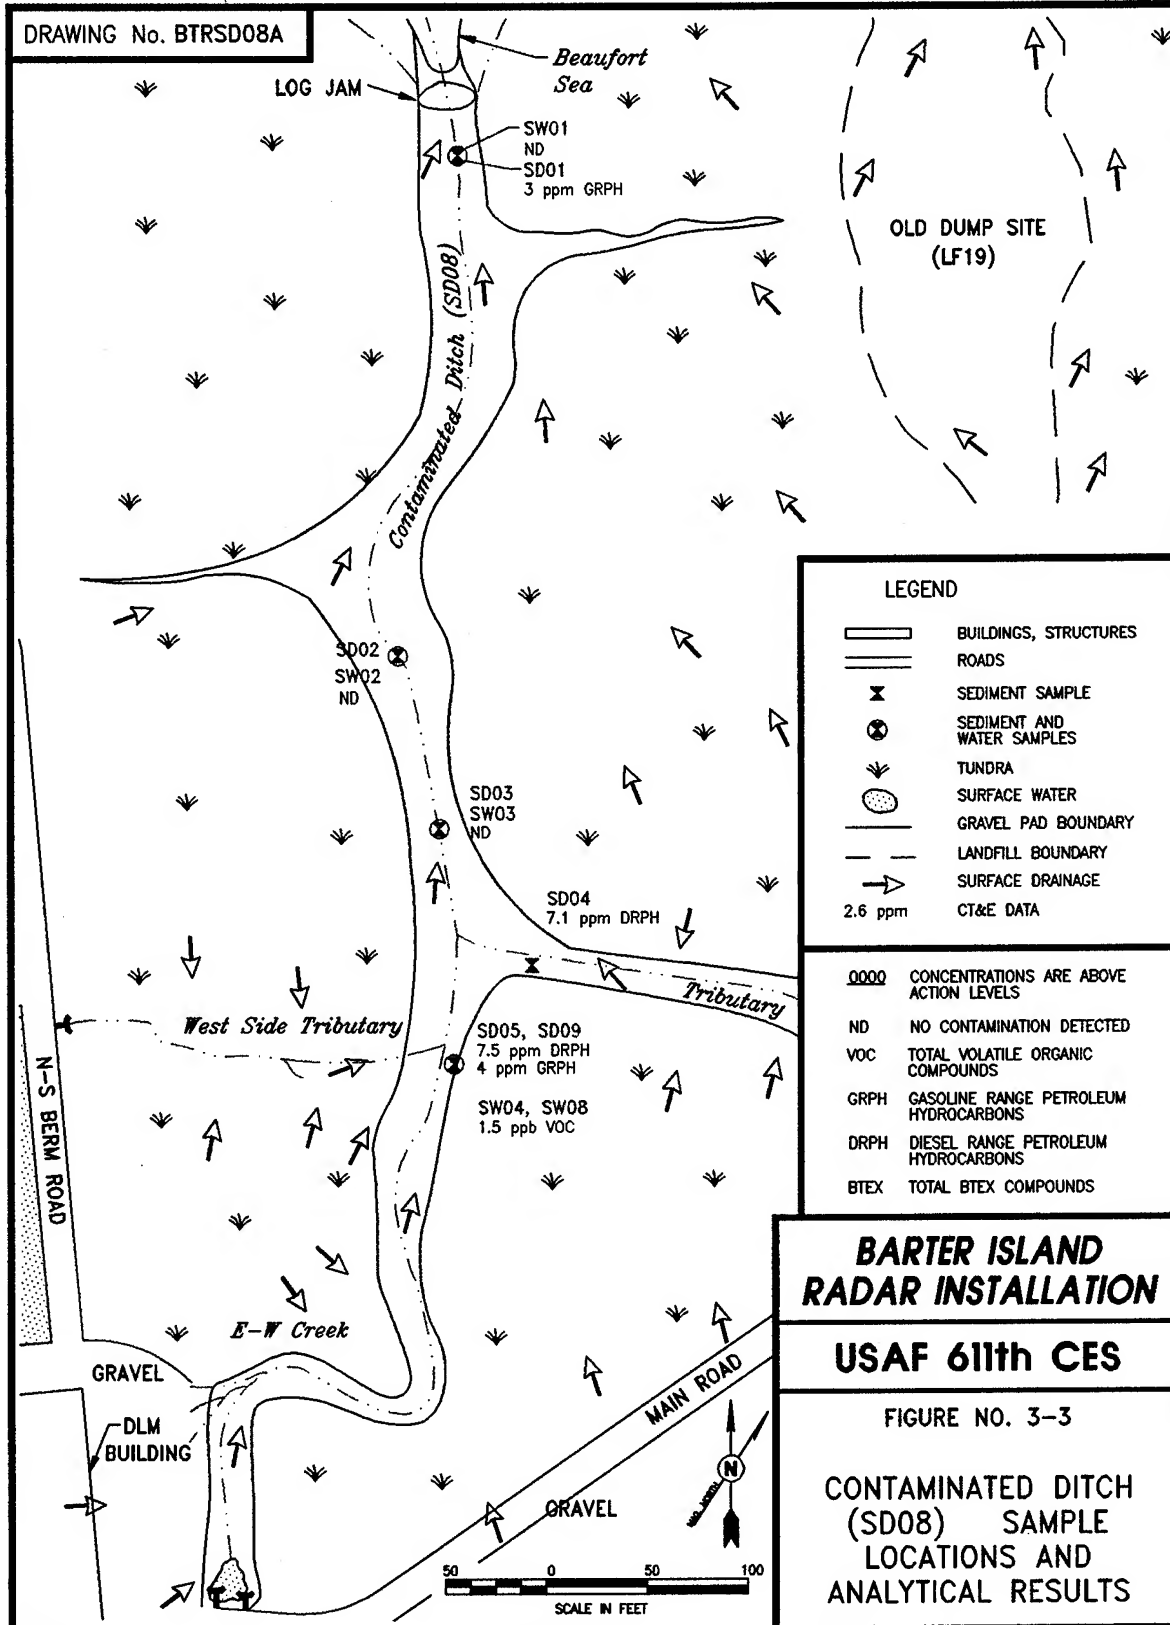 DRAWING No. BTRSD08A
Beaufort
Sea
LOG JAM
SW01
ND
SD01
3 ppm GRPH
OLD DUMP SITE
(LF19)
Contaminated Ditch (SD08)
SD02
SW02
ND
SD03
SW03
ND
SD04
7.1 ppm DRPH
Tributary
West Side Tributary
SD05, SD09
7.5 ppm DRPH
4 ppm GRPH
SW04, SW08
1.5 ppb VOC
N-S BERM ROAD
E-W Creek
GRAVEL
DLM
BUILDING
MAIN ROAD
GRAVEL
N
MAG. NORTH
50 0 50 100
SCALE IN FEET
LEGEND
BUILDINGS, STRUCTURES
ROADS
SEDIMENT SAMPLE
SEDIMENT AND
WATER SAMPLES
TUNDRA
SURFACE WATER
GRAVEL PAD BOUNDARY
LANDFILL BOUNDARY
SURFACE DRAINAGE
2.6 ppm CT&E DATA
0000 CONCENTRATIONS ARE ABOVE
ACTION LEVELS
ND NO CONTAMINATION DETECTED
VOC TOTAL VOLATILE ORGANIC
COMPOUNDS
GRPH GASOLINE RANGE PETROLEUM
HYDROCARBONS
DRPH DIESEL RANGE PETROLEUM
HYDROCARBONS
BTEX TOTAL BTEX COMPOUNDS
BARTER ISLAND
RADAR INSTALLATION
USAF 611th CES
FIGURE NO. 3-3
CONTAMINATED DITCH
(SD08) SAMPLE
LOCATIONS AND
ANALYTICAL RESULTS